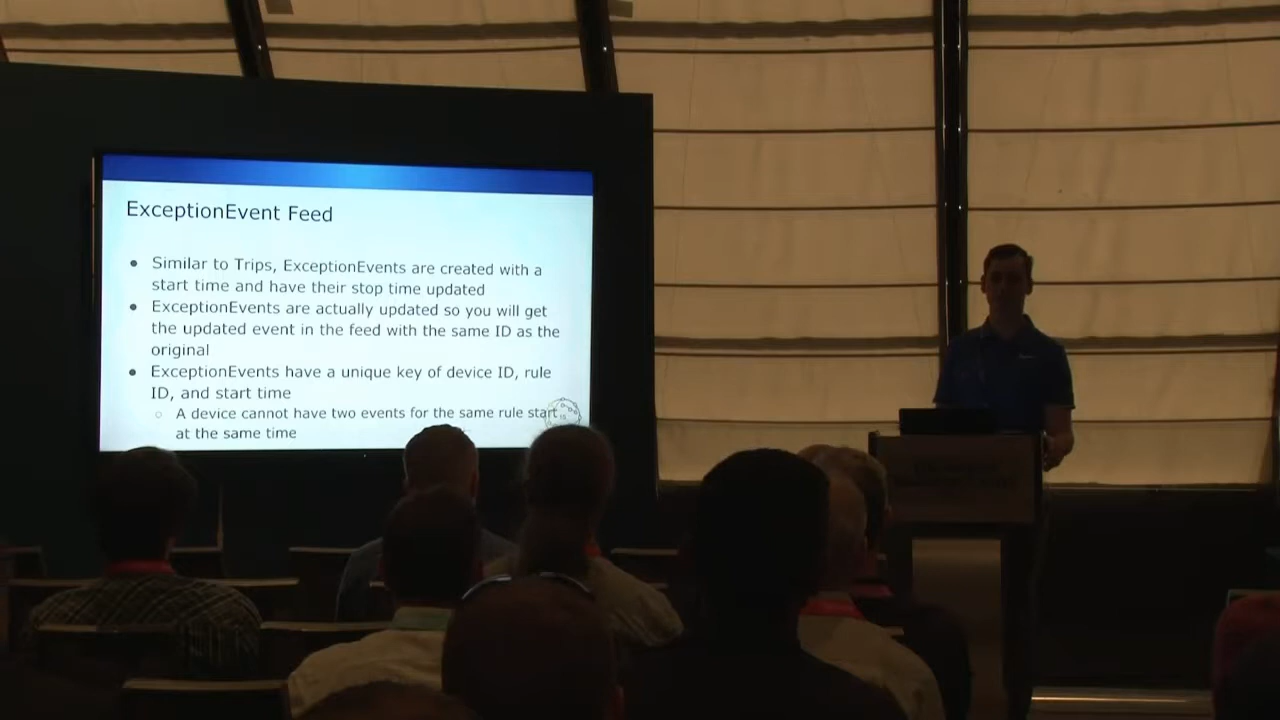 ExceptionEvent Feed
• Similar to Trips, ExceptionEvents are created with a
start time and have their stop time updated
• ExceptionEvents are actually updated so you will get
the updated event in the feed with the same ID as the
original
• ExceptionEvents have a unique key of device ID, rule
ID, and start time
○ A device cannot have two events for the same rule start
at the same time